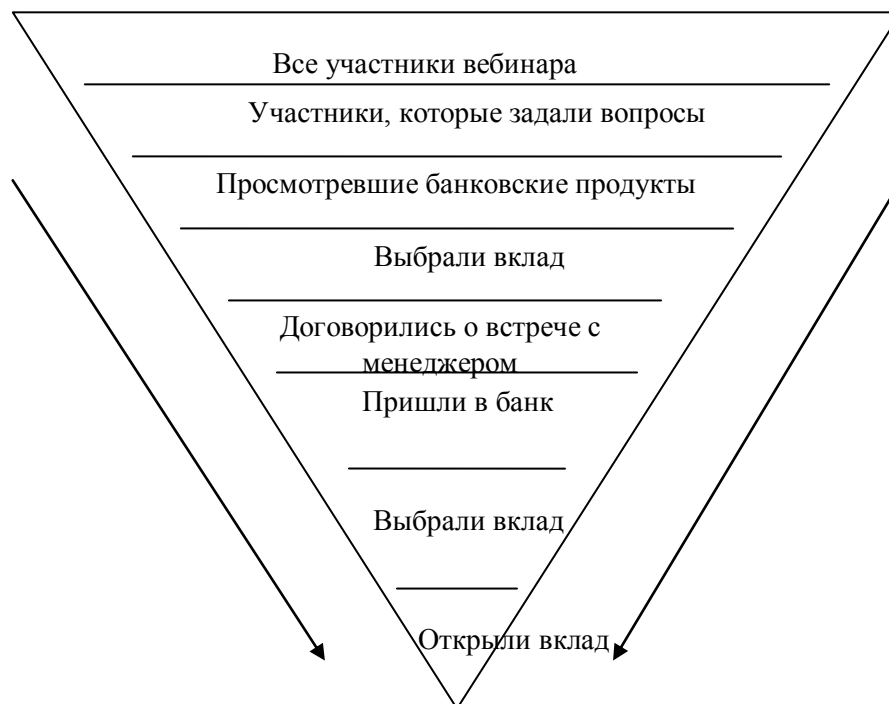 Все участники вебинара
Участники, которые задали вопросы
Просмотревшие банковские продукты
Выбрали вклад
Договорились о встрече с
менеджером
Пришли в банк
Выбрали вклад
Открыли вклад